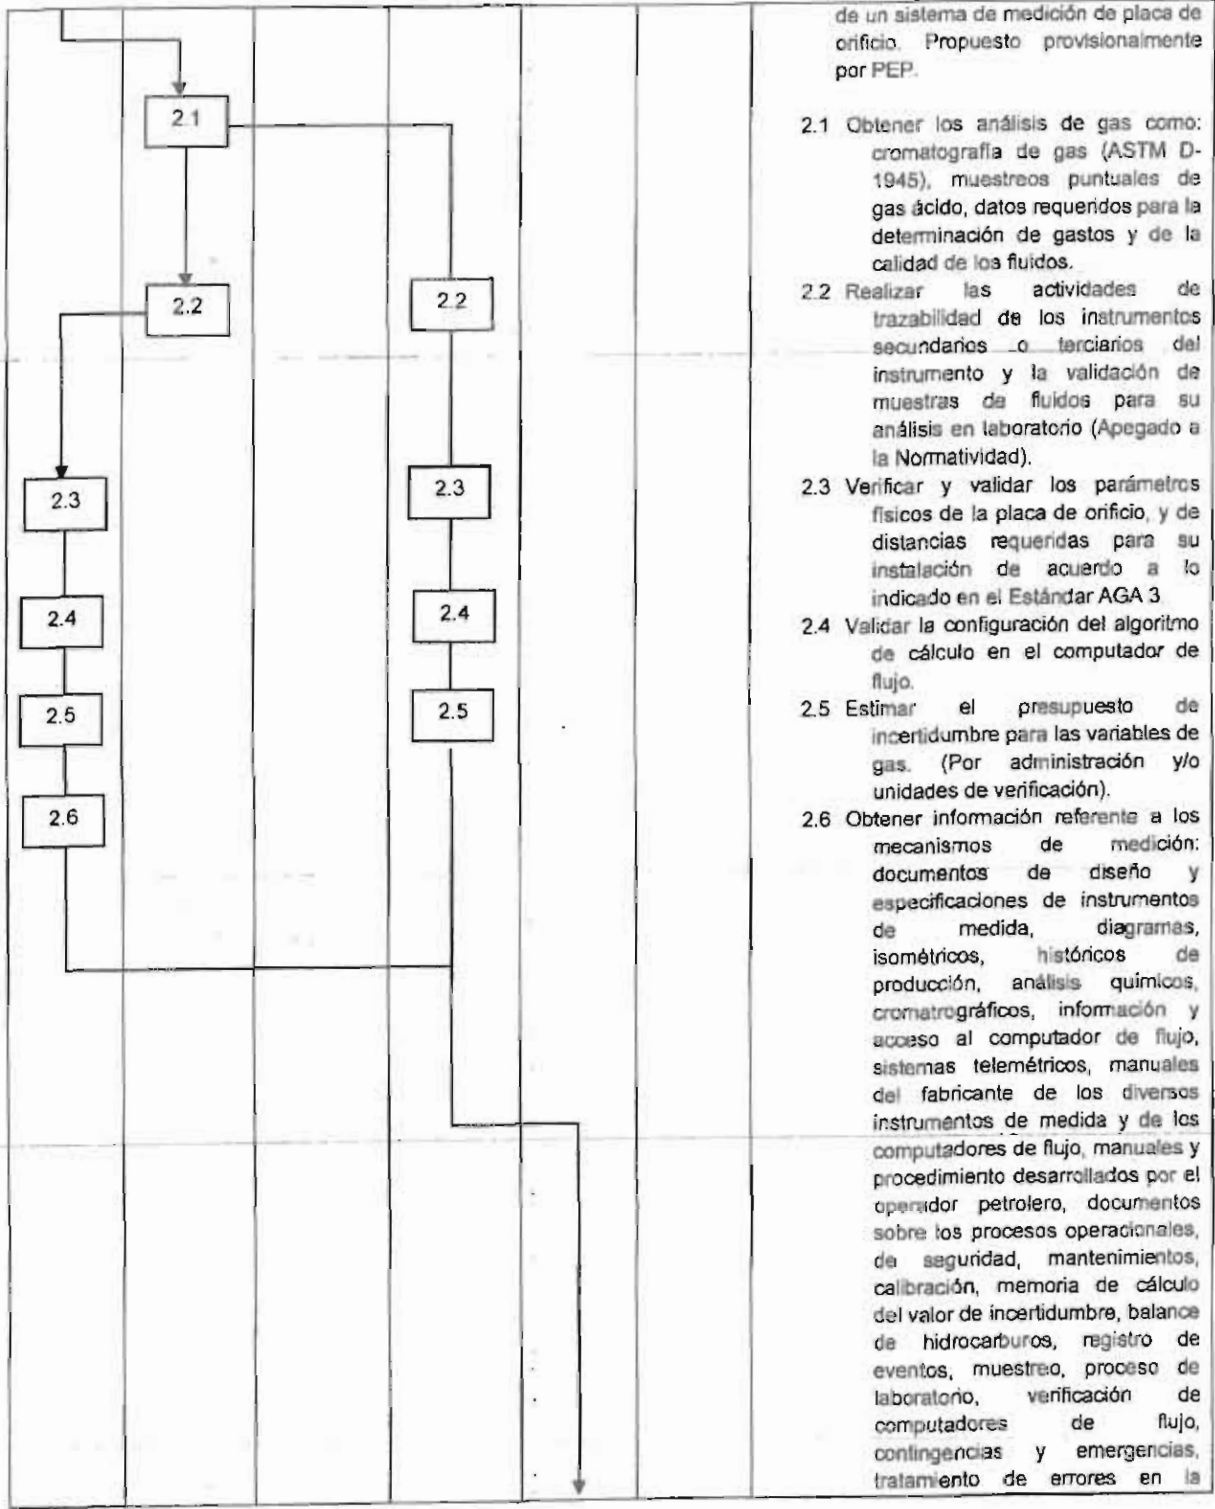 2.1
2.2
2.2
2.3
2.3
2.4
2.4
2.5
2.5
2.6
de un sistema de medición de placa de
orificio. Propuesto provisionalmente
por PEP.
2.1 Obtener los análisis de gas como:
cromatografía de gas (ASTM D-
1945), muestreos puntuales de
gas ácido, datos requeridos para la
determinación de gastos y de la
calidad de los fluidos.
2.2 Realizar las actividades de
trazabilidad de los instrumentos
secundarios o terciarios del
instrumento y la validación de
muestras de fluidos para su
análisis en laboratorio (Apegado a
la Normatividad).
2.3 Verificar y validar los parámetros
físicos de la placa de orificio, y de
distancias requeridas para su
instalación de acuerdo a lo
indicado en el Estándar AGA 3
2.4 Validar la configuración del algoritmo
de cálculo en el computador de
flujo.
2.5 Estimar el presupuesto de
incertidumbre para las variables de
gas. (Por administración y/o
unidades de verificación).
2.6 Obtener información referente a los
mecanismos de medición:
documentos de diseño y
especificaciones de instrumentos
de medida, diagramas,
isométricos, históricos de
producción, análisis químicos,
cromatrográficos, información y
acceso al computador de flujo,
sistemas telemétricos, manuales
del fabricante de los diversos
instrumentos de medida y de los
computadores de flujo, manuales y
procedimiento desarrollados por el
operador petrolero, documentos
sobre los procesos operacionales,
de seguridad, mantenimientos,
calibración, memoria de cálculo
del valor de incertidumbre, balance
de hidrocarburos, registro de
eventos, muestreo, proceso de
laboratorio, verificación de
computadores de flujo,
contingencias y emergencias,
tratamiento de errores en la